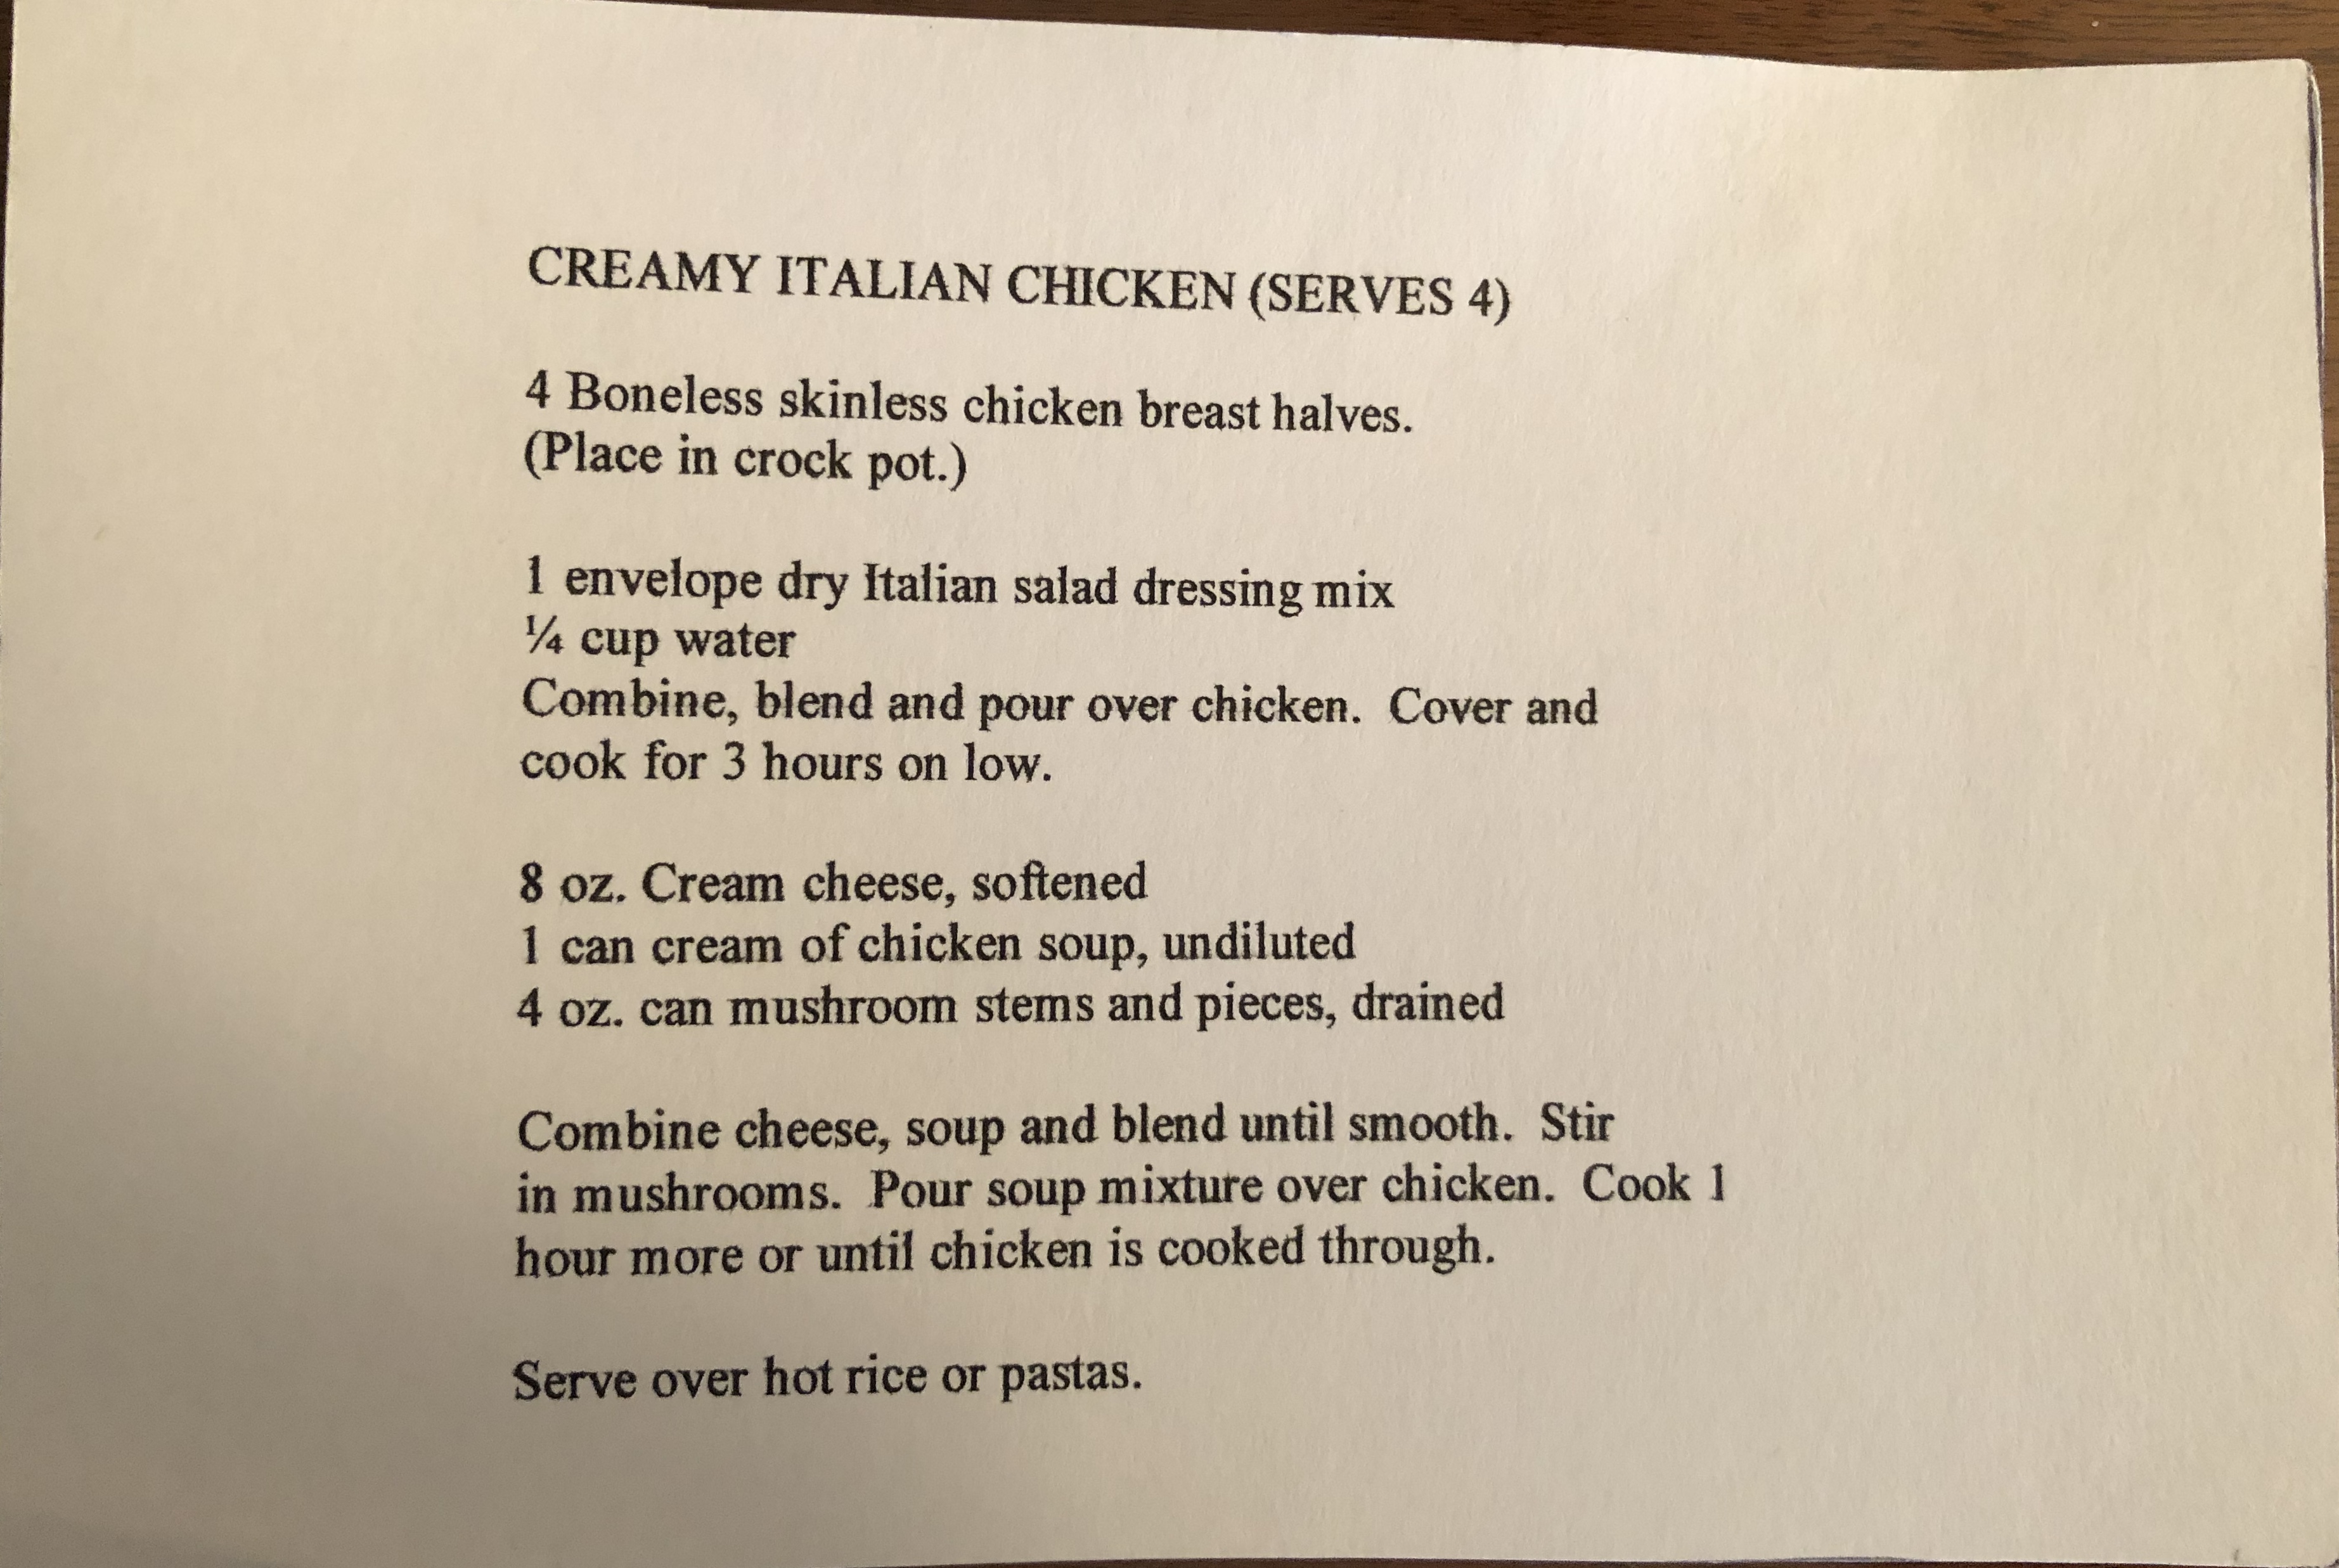 CREAMY ITALIAN CHICKEN (SERVES 4)
4 Boneless skinless chicken breast halves.
(Place in crock pot.)
1 envelope dry Italian salad dressing mix
¼ cup water
Combine, blend and pour over chicken.  Cover and
cook for 3 hours on low.
8 oz. Cream cheese, softened
1 can cream of chicken soup, undiluted
4 oz. can mushroom stems and pieces, drained
Combine cheese, soup and blend until smooth.  Stir
in mushrooms.  Pour soup mixture over chicken.  Cook 1
hour more or until chicken is cooked through.
Serve over hot rice or pastas.